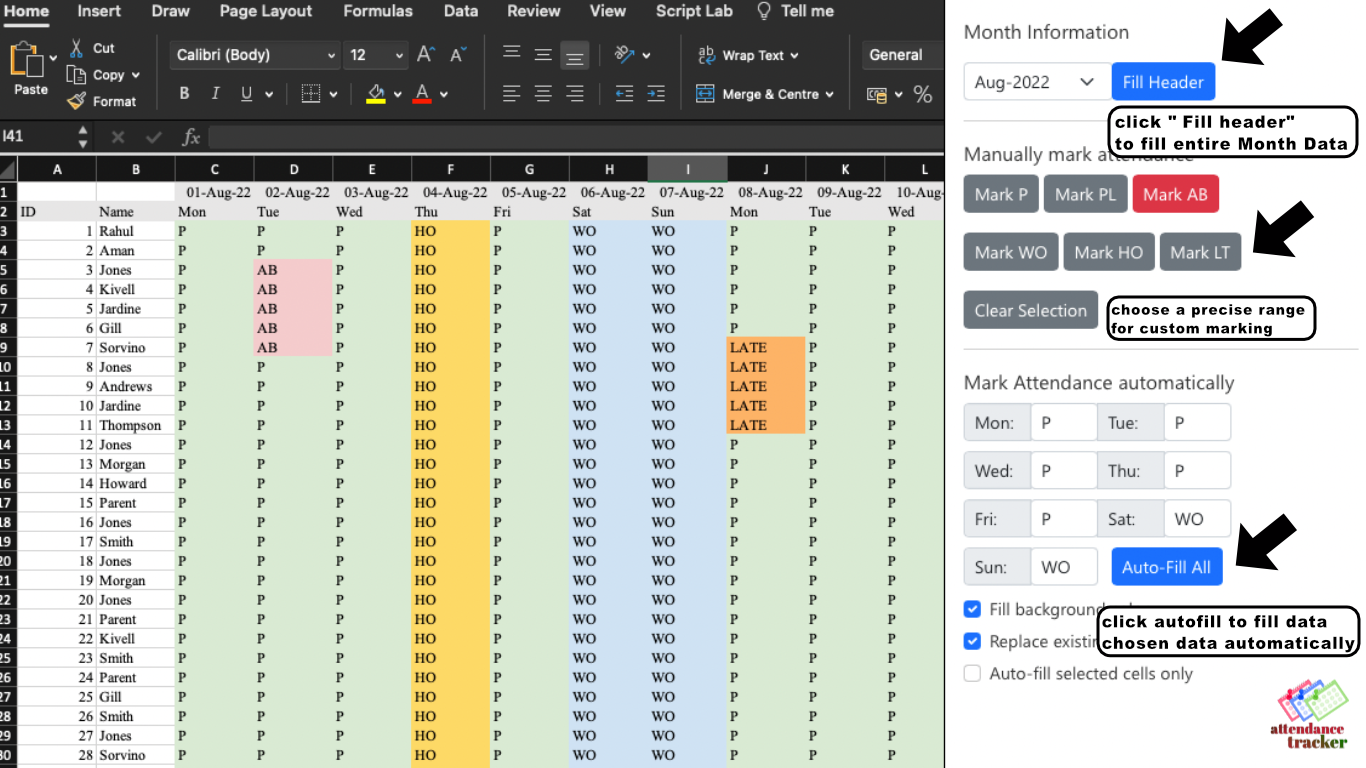 Home Insert Draw Page Layout Formulas Data Review View Script Lab Tell me
Paste Cut Copy Format
Calibri (Body) 12 A^ A˅
B I U A
ab c Wrap Text
Merge & Centre
General
%
I41 fx
A B C D E F G H I J K L
1 01-Aug-22 02-Aug-22 03-Aug-22 04-Aug-22 05-Aug-22 06-Aug-22 07-Aug-22 08-Aug-22 09-Aug-22 10-Aug-
2 ID Name Mon Tue Wed Thu Fri Sat Sun Mon Tue Wed
3 1 Rahul P P P HO P WO WO P P P
4 2 Aman P P P HO P WO WO P P P
5 3 Jones P AB P HO P WO WO P P P
6 4 Kivell P AB P HO P WO WO P P P
7 5 Jardine P AB P HO P WO WO P P P
8 6 Gill P AB P HO P WO WO P P P
9 7 Sorvino P AB P HO P WO WO LATE P P
10 8 Jones P P P HO P WO WO LATE P P
11 9 Andrews P P P HO P WO WO LATE P P
12 10 Jardine P P P HO P WO WO LATE P P
13 11 Thompson P P P HO P WO WO LATE P P
14 12 Jones P P P HO P WO WO P P P
15 13 Morgan P P P HO P WO WO P P P
16 14 Howard P P P HO P WO WO P P P
17 15 Parent P P P HO P WO WO P P P
18 16 Jones P P P HO P WO WO P P P
19 17 Smith P P P HO P WO WO P P P
20 18 Jones P P P HO P WO WO P P P
21 19 Morgan P P P HO P WO WO P P P
22 20 Jones P P P HO P WO WO P P P
23 21 Parent P P P HO P WO WO P P P
24 22 Kivell P P P HO P WO WO P P P
25 23 Smith P P P HO P WO WO P P P
26 24 Parent P P P HO P WO WO P P P
27 25 Gill P P P HO P WO WO P P P
28 26 Smith P P P HO P WO WO P P P
29 27 Jones P P P HO P WO WO P P P
30 28 Sorvino P P P HO P WO WO P P P
Month Information
Aug-2022 Fill Header
click " Fill header"
to fill entire Month Data
Manually mark attendance
Mark P Mark PL Mark AB
Mark WO Mark HO Mark LT
Clear Selection
choose a precise range
for custom marking
Mark Attendance automatically
Mon: P Tue: P
Wed: P Thu: P
Fri: P Sat: WO
Sun: WO Auto-Fill All
Fill background
click autofill to fill data
chosen data automatically
Replace
Auto-fill selected cells only
attendance
tracker